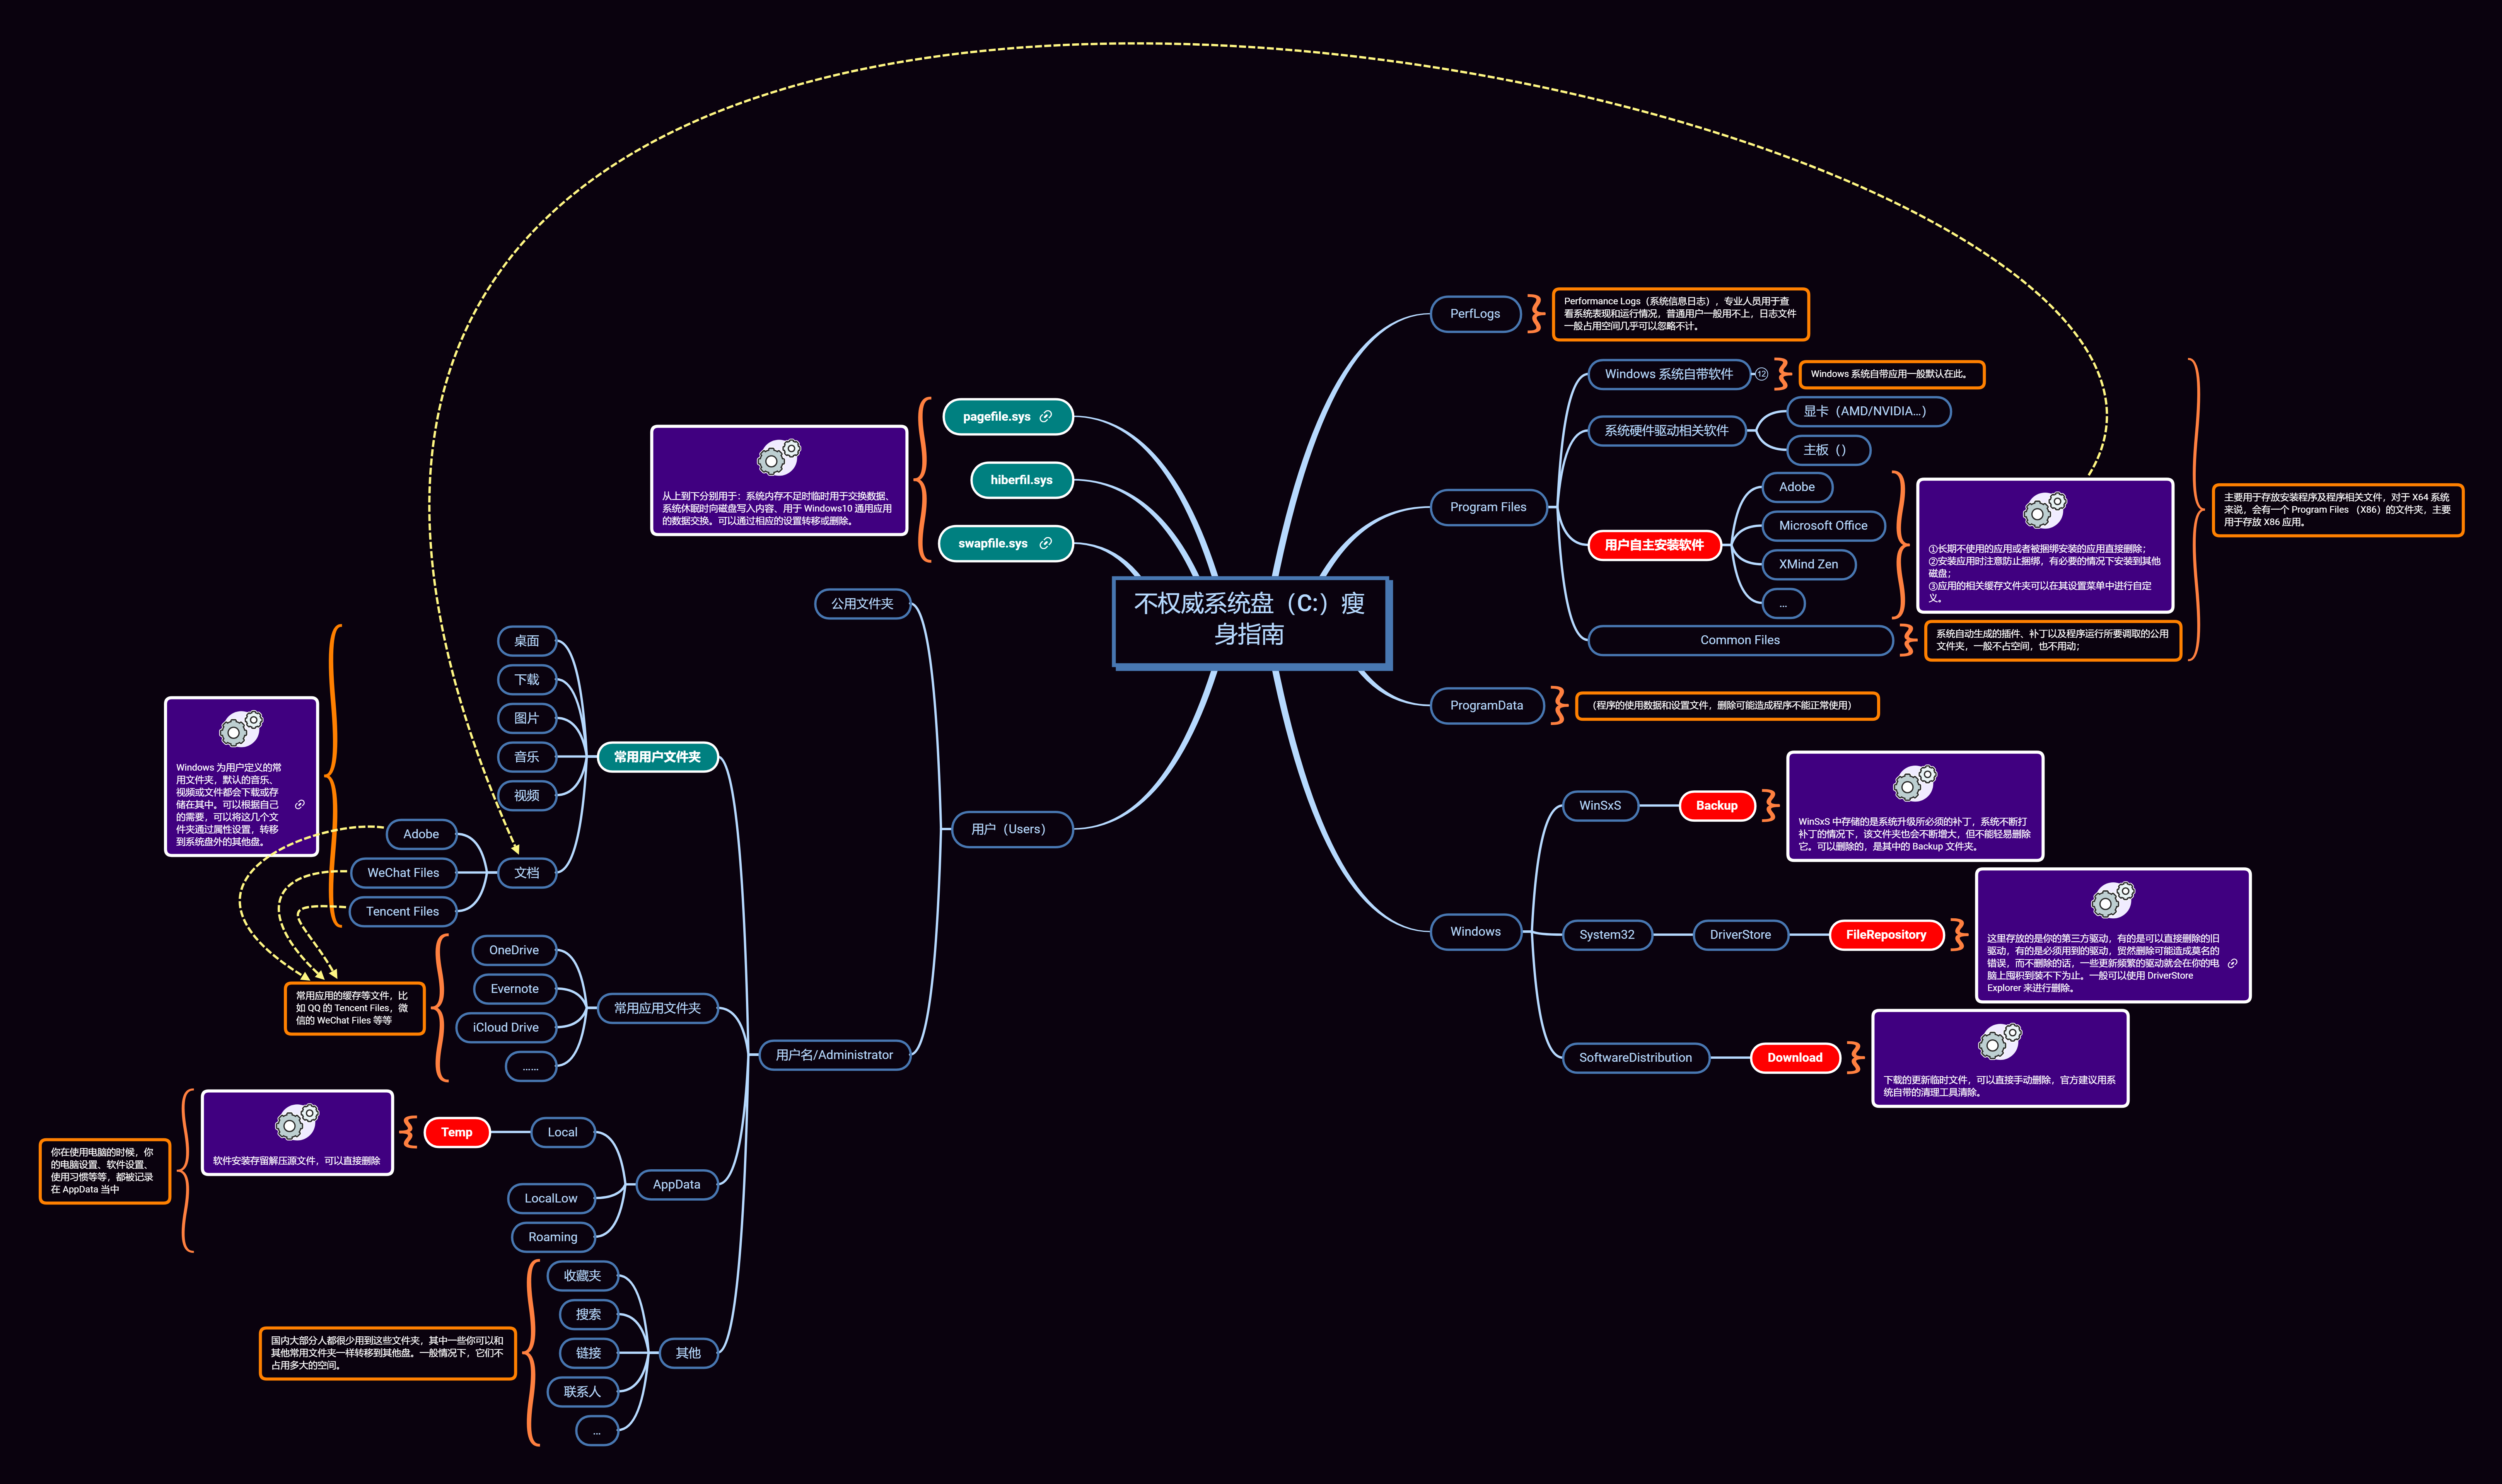 不权威系统盘（C:）瘦
身指南
PerfLogs
Performance Logs（系统信息日志），专业人员用于查
看系统表现和运行情况，普通用户一般用不上，日志文件
一般占用空间几乎可以忽略不计。
Program Files
Windows 系统自带软件
12
Windows 系统自带应用一般默认在此。
系统硬件驱动相关软件
显卡（AMD/NVIDIA...）
主板（）
用户自主安装软件
Adobe
Microsoft Office
XMind Zen
...
①长期不使用的应用或者被捆绑安装的应用直接删除；
②安装应用时注意防止捆绑，有必要的情况下安装到其他
磁盘；
③应用的相关缓存文件夹可以在其设置菜单中进行自定
义。
Common Files
系统自动生成的插件、补丁以及程序运行所要调取的公用
文件夹，一般不占空间，也不用动；
主要用于存放安装程序及程序相关文件，对于 X64 系统
来说，会有一个 Program Files （X86）的文件夹，主要
用于存放 X86 应用。
ProgramData
（程序的使用数据和设置文件，删除可能造成程序不能正常使用）
Windows
WinSxS
Backup
WinSxS 中存储的是系统升级所必须的补丁，系统不断打
补丁的情况下，该文件夹也会不断增大，但不能轻易删除
它。可以删除的，是其中的 Backup 文件夹。
System32
DriverStore
FileRepository
这里存放的是你的第三方驱动，有的是可以直接删除的旧
驱动，有的是必须用到的驱动，贸然删除可能造成莫名的
错误，而不删除的话，一些更新频繁的驱动就会在你的电
脑上囤积到装不下为止。一般可以使用 DriverStore
Explorer 来进行删除。
SoftwareDistribution
Download
下载的更新临时文件，可以直接手动删除，官方建议用系
统自带的清理工具清除。
pagefile.sys
hiberfil.sys
swapfile.sys
从上到下分别用于：系统内存不足时临时用于交换数据、
系统休眠时向磁盘写入内容、用于 Windows10 通用应用
的数据交换。可以通过相应的设置转移或删除。
用户（Users）
公用文件夹
用户名/Administrator
常用用户文件夹
桌面
下载
图片
音乐
视频
文档
Adobe
WeChat Files
Tencent Files
Windows 为用户定义的常
用文件夹，默认的音乐、
视频或文件都会下载或存
储在其中。可以根据自己
的需要，可以将这几个文
件夹通过属性设置，转移
到系统盘外的其他盘。
常用应用文件夹
OneDrive
Evernote
iCloud Drive
......
常用应用的缓存等文件，比
如 QQ 的 Tencent Files，微
信的 WeChat Files 等等
AppData
Local
Temp
软件安装存留解压源文件，可以直接删除
LocalLow
Roaming
你在使用电脑的时候，你
的电脑设置、软件设置、
使用习惯等等，都被记录
在 AppData 当中
其他
收藏夹
搜索
链接
联系人
...
国内大部分人都很少用到这些文件夹，其中一些你可以和
其他常用文件夹一样转移到其他盘。一般情况下，它们不
占用多大的空间。